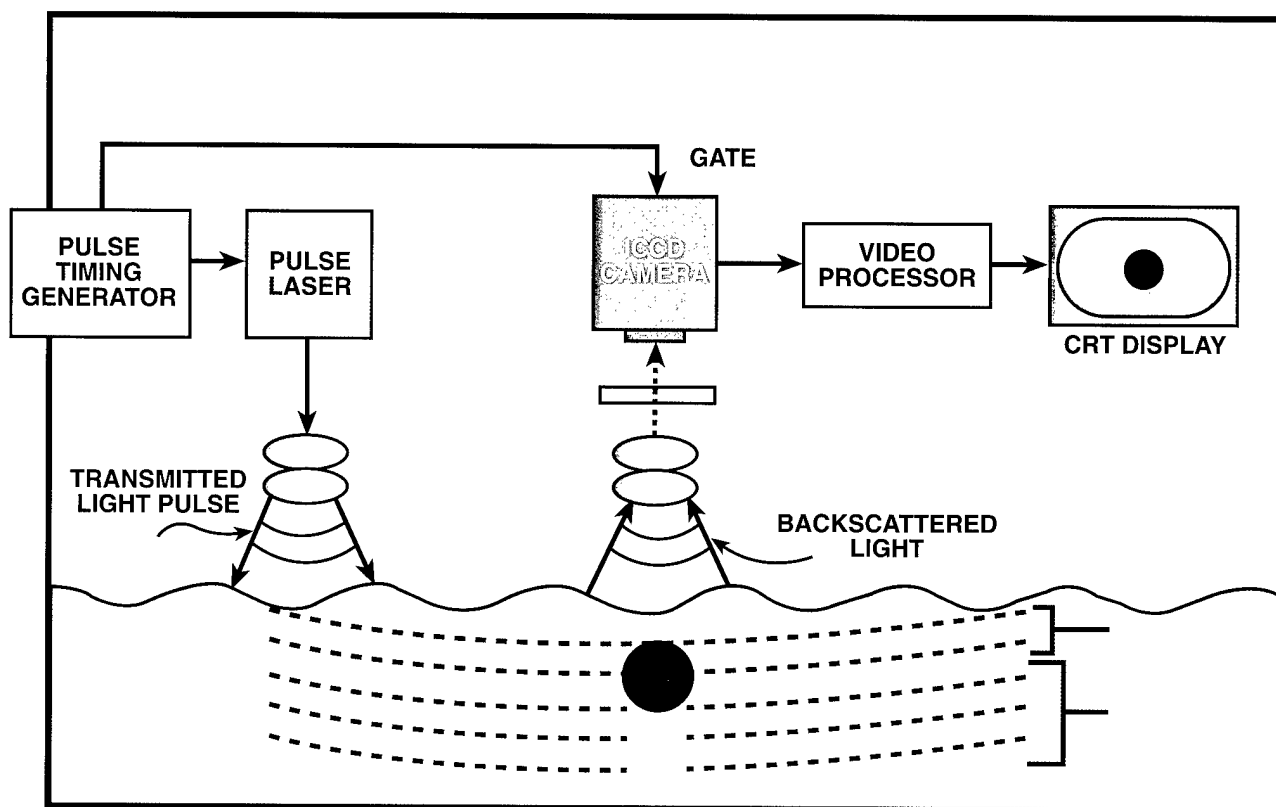 GATE
PULSE
TIMING
GENERATOR
PULSE
LASER
ICCD
CAMERA
VIDEO
PROCESSOR
CRT DISPLAY
TRANSMITTED
LIGHT PULSE
BACKSCATTERED
LIGHT